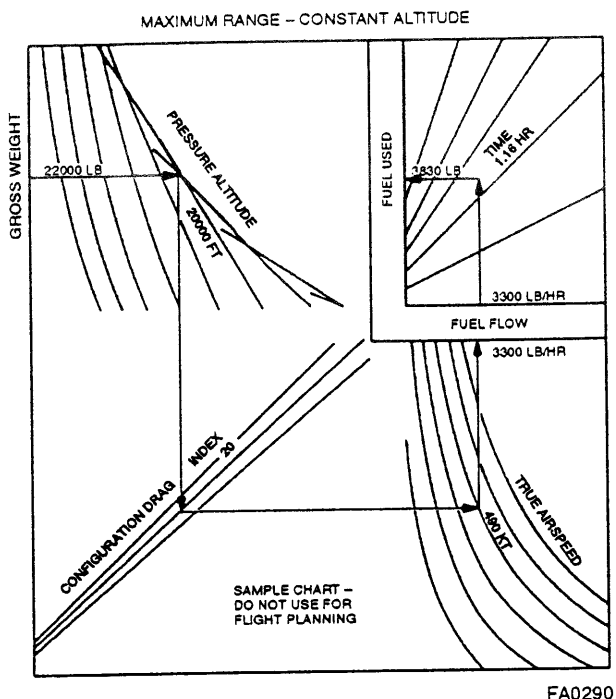 MAXIMUM RANGE – CONSTANT ALTITUDE
GROSS WEIGHT
22000 LB
PRESSURE ALTITUDE
20000 FT
FUEL USED
3830 LB
TIME
1.16 HR
3300 LB/HR
FUEL FLOW
3300 LB/HR
CONFIGURATION DRAG INDEX
20
TRUE AIRSPEED
490 KT
SAMPLE CHART –
DO NOT USE FOR
FLIGHT PLANNING
FA0290